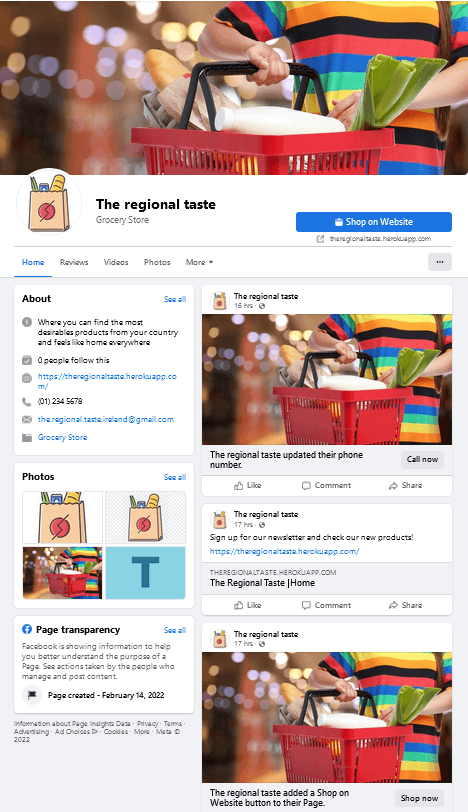 The regional taste
Grocery Store
Shop on Website
theregionaltaste.herokuapp.com
Home
Reviews
Videos
Photos
More
About
See all
Where you can find the most
desirables products from your country
and feels like home everywhere
0 people follow this
https://theregionaltaste.herokuapp.co
m/
(01) 234 5678
the.regional.taste.ireland@gmail.com
Grocery Store
Photos
See all
T
Page transparency
See all
Facebook is showing information to help
you better understand the purpose of a
Page. See actions taken by the people who
manage and post content.
Page created - February 14, 2022
Information about Page Insights Data · Privacy · Terms ·
Advertising · Ad Choices · Cookies · More · Meta ©
2022
The regional taste
16 hrs ·
The regional taste updated their phone
number.
Call now
Like
Comment
Share
The regional taste
17 hrs ·
Sign up for our newsletter and check our new products!
https://theregionaltaste.herokuapp.com/
THEREGIONALTASTE.HEROKUAPP.COM
The Regional Taste |Home
Like
Comment
Share
The regional taste
17 hrs ·
The regional taste added a Shop on
Website button to their Page.
Shop now